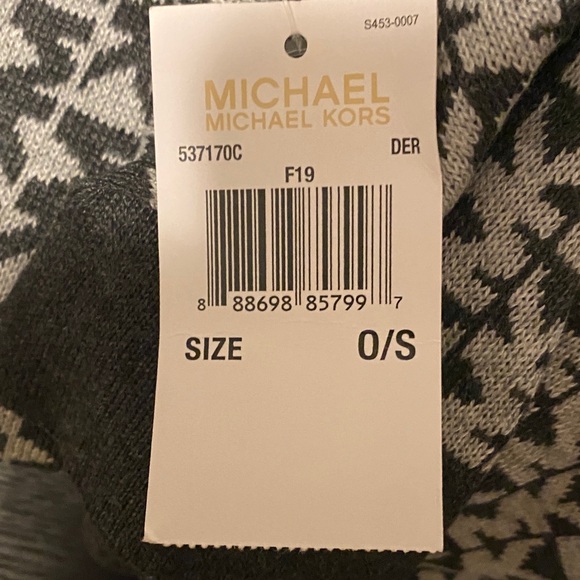 S453-0007
MICHAEL
MICHAEL KORS
537170C DER
F19
8 88698 85799 7
SIZE O/S